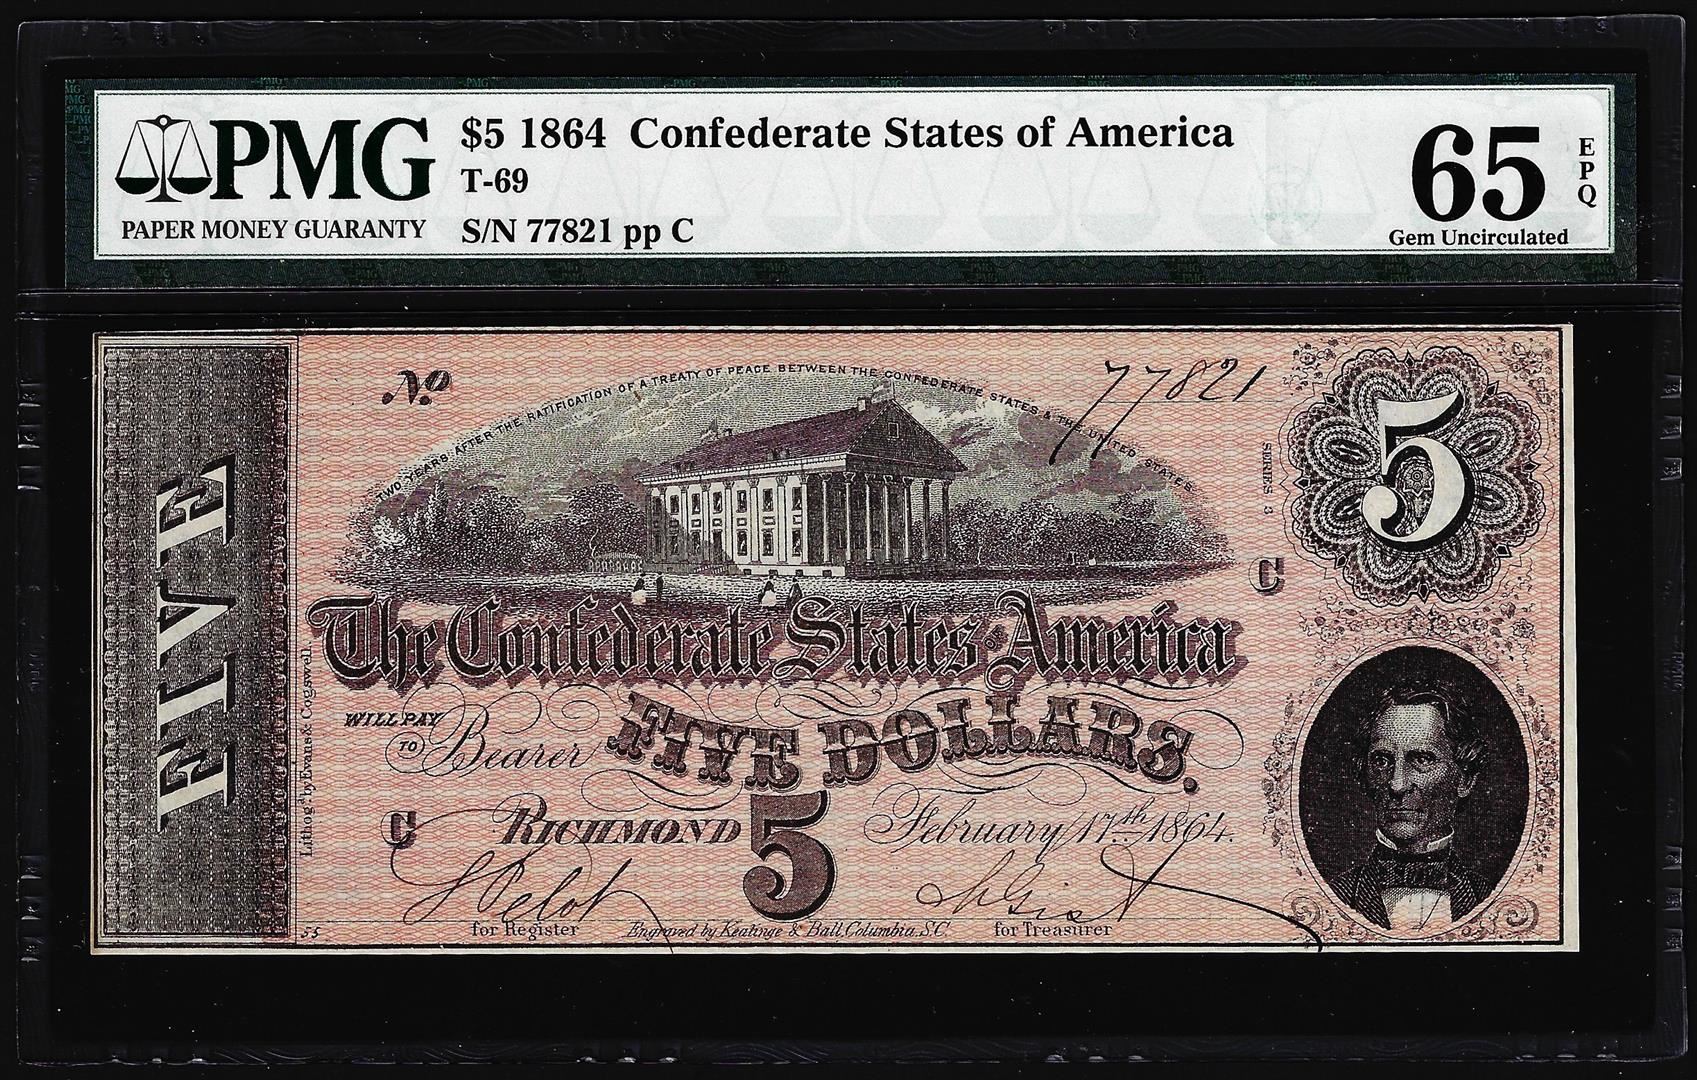 PMG
PAPER MONEY GUARANTY
$5 1864 Confederate States of America
T-69
S/N 77821 pp C
65
EPQ
Gem Uncirculated
FIVE
No
77821
TWO YEARS AFTER THE RATIFICATION OF A TREATY OF PEACE BETWEEN THE CONFEDERATE STATES & THE UNITED STATES
SERIES 3
5
C
The Confederate States of America
WILL PAY
TO Bearer FIVE DOLLARS.
Lithog'd by Evans & Cogswell
C RICHMOND 5 February 17th 1864.
S Pelot
for Register
Engraved by Keatinge & Ball, Columbia, S.C.
for Treasurer
55